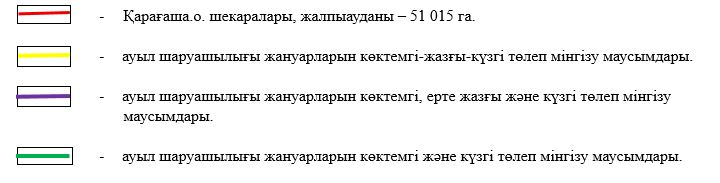 - Қарағаша.о. шекаралары, жалпыауданы – 51 015 га.
- ауыл шаруашылығы жануарларын көктемгі-жазғы-күзгі төлеп мінгізу маусымдары.
- ауыл шаруашылығы жануарларын көктемгі, ерте жазғы және күзгі төлеп мінгізу
маусымдары.
- ауыл шаруашылығы жануарларын көктемгі және күзгі төлеп мінгізу маусымдары.